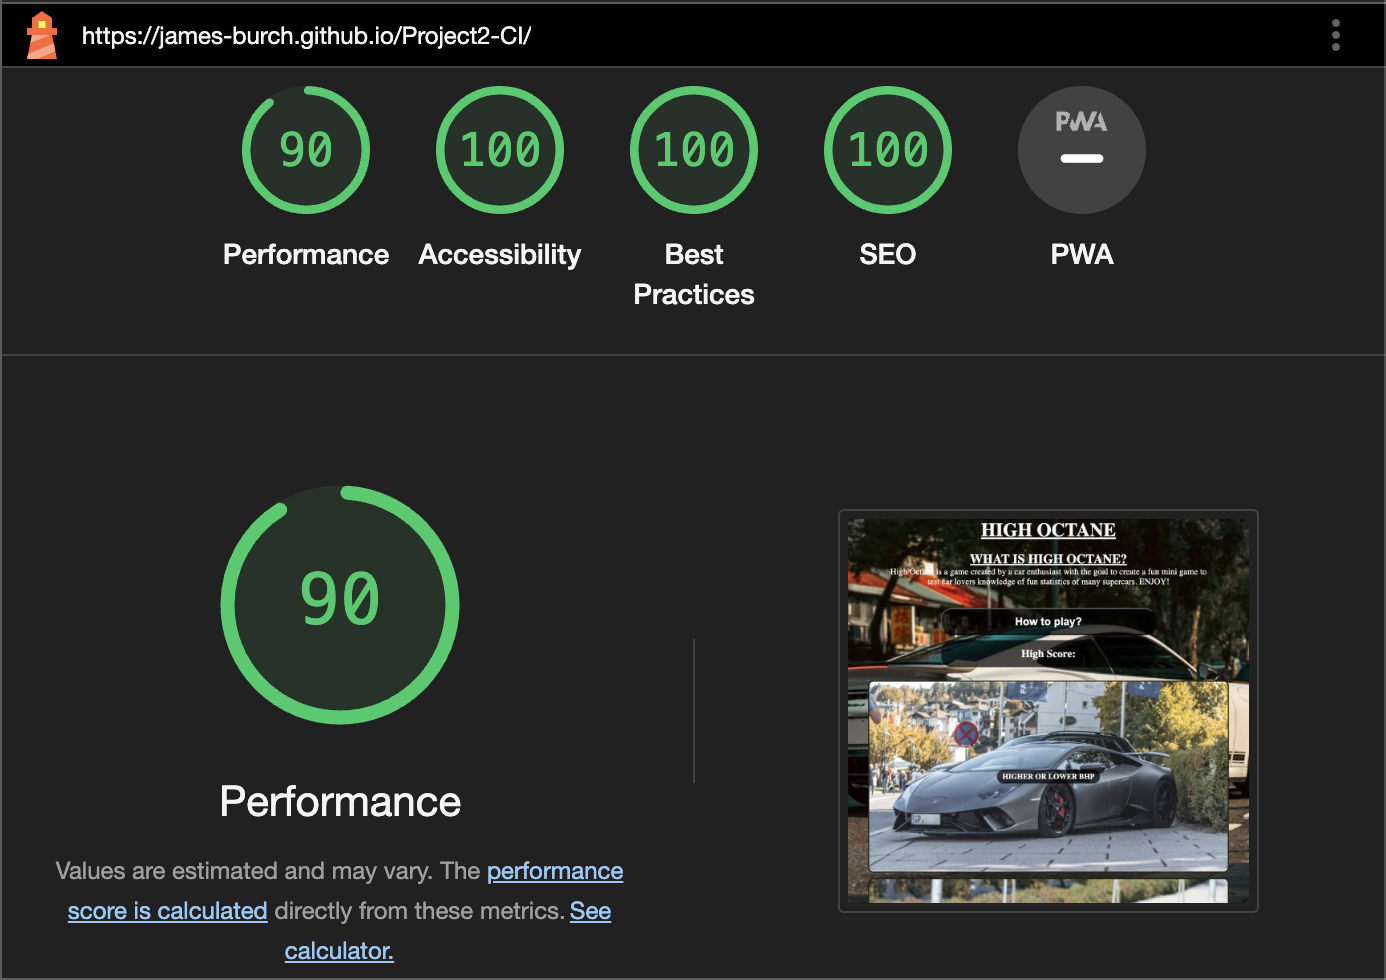 https://james-burch.github.io/Project2-CI/
90
100
100
100
PWA
Performance
Accessibility
Best
Practices
SEO
PWA
90
Performance
Values are estimated and may vary. The performance
score is calculated directly from these metrics. See
calculator.
HIGH OCTANE
WHAT IS HIGH OCTANE?
High Octane is a game created by a car enthusiast with the goal to create a fun mini game to
test car lovers knowledge of fun statistics of many supercars. ENJOY!
How to play?
High Score:
HIGHER OR LOWER BHP